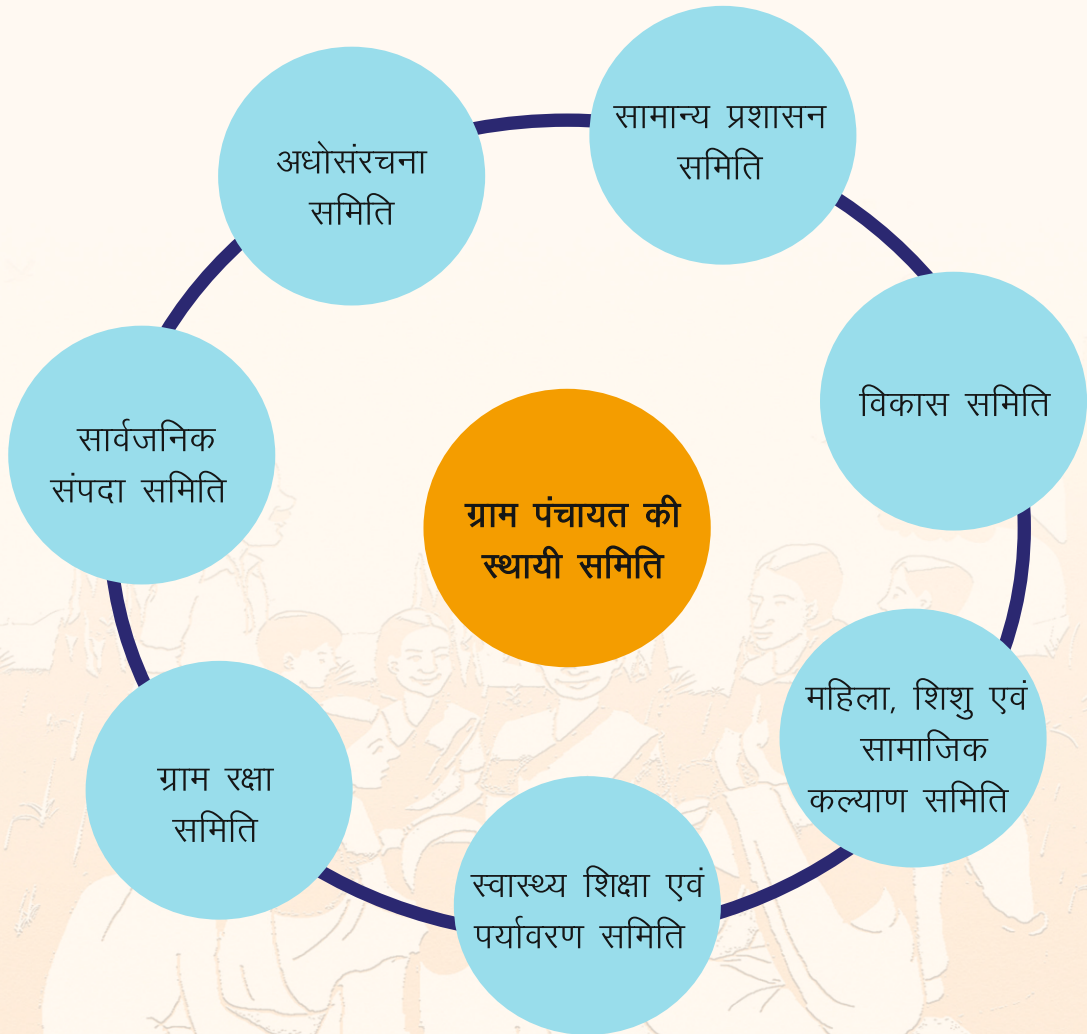 ग्राम पंचायत की
स्थायी समिति
सामान्य प्रशासन
समिति
विकास समिति
महिला, शिशु एवं
सामाजिक
कल्याण समिति
स्वास्थ्य शिक्षा एवं
पर्यावरण समिति
ग्राम रक्षा
समिति
सार्वजनिक
संपदा समिति
अधोसंरचना
समिति